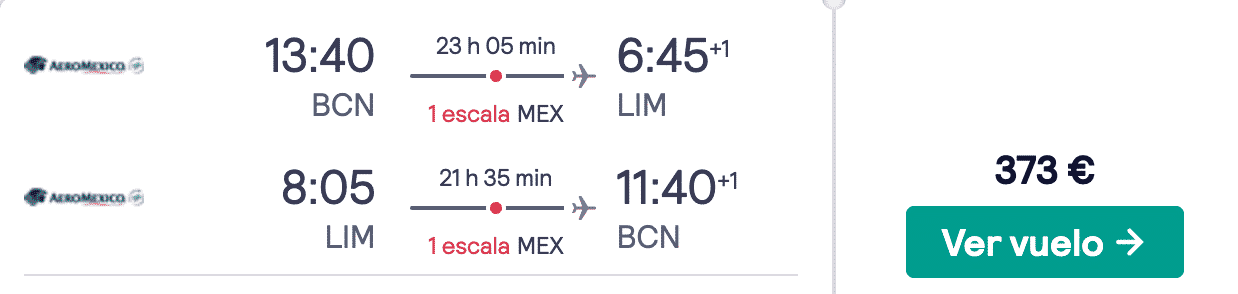 AEROMEXICO
13:40
23 h 05 min
6:45+1
BCN
1 escala MEX
LIM
AEROMEXICO
8:05
21 h 35 min
11:40+1
LIM
1 escala MEX
BCN
373 €
Ver vuelo →